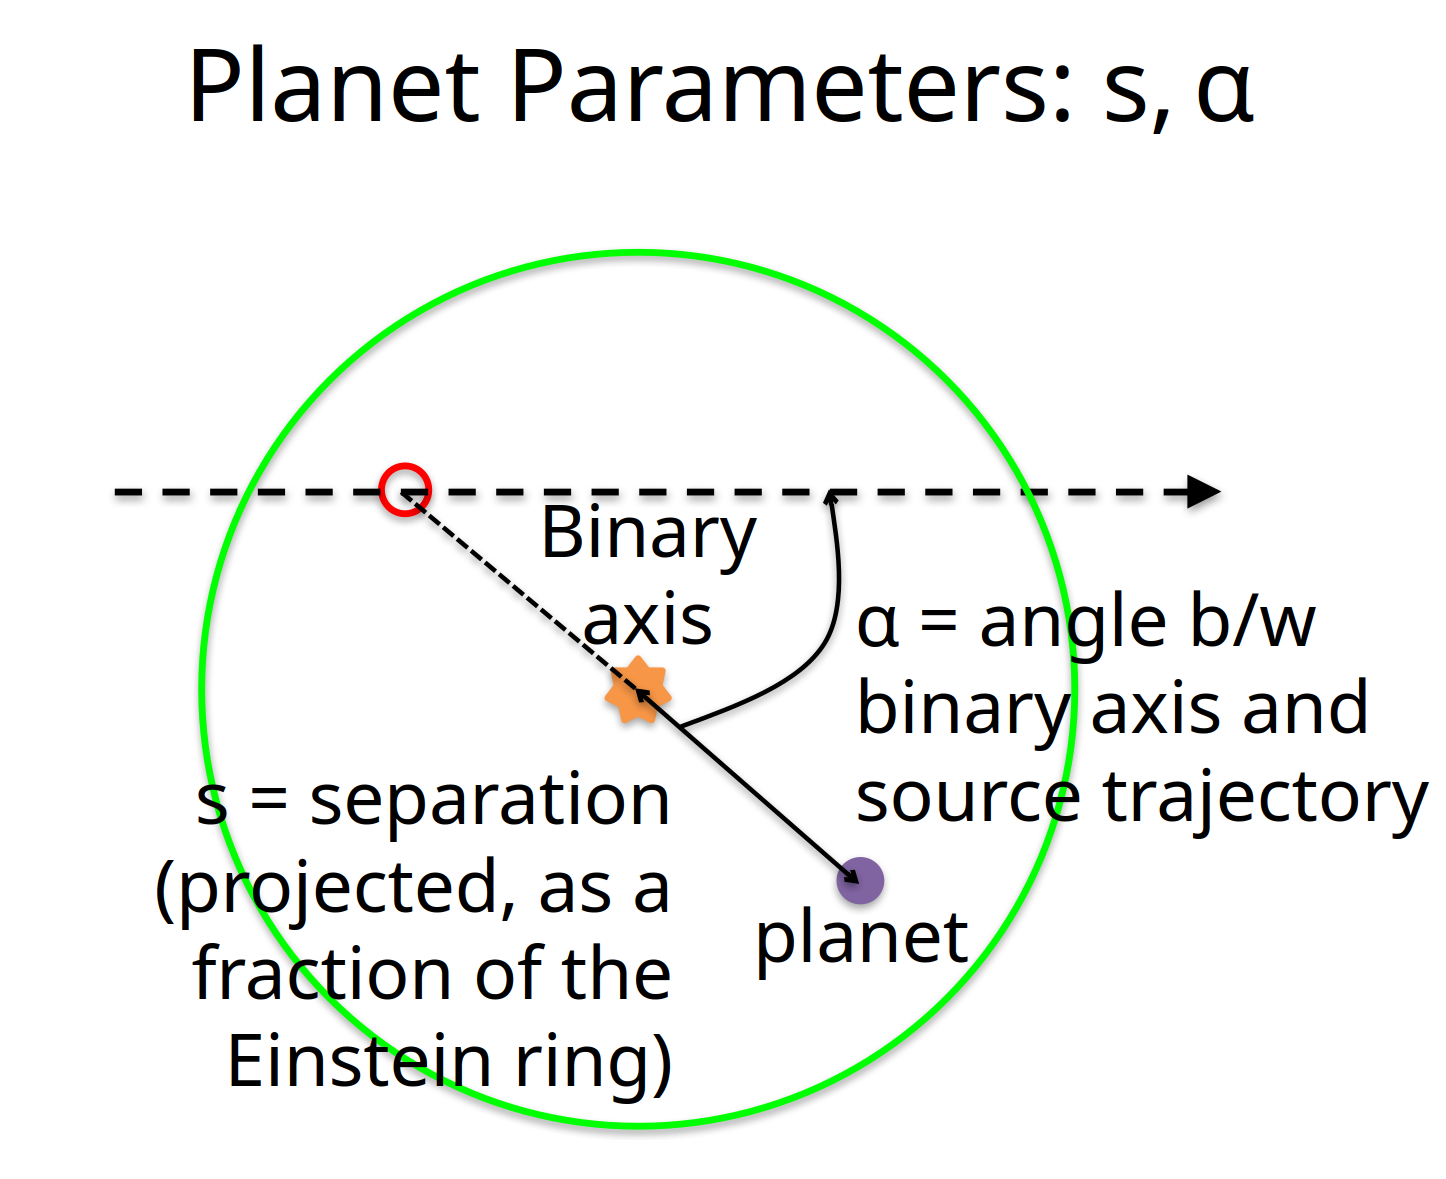 Planet Parameters: s, α
Binary
axis
α = angle b/w
binary axis and
source trajectory
s = separation
(projected, as a
fraction of the
Einstein ring)
planet